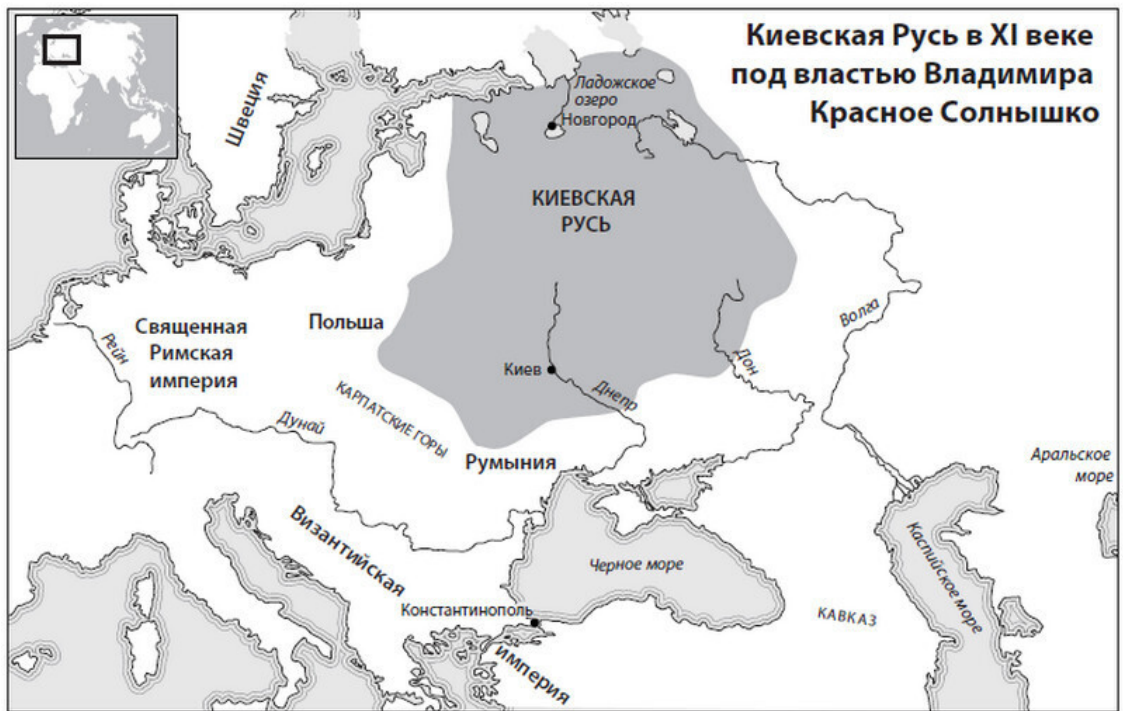 Киевская Русь в XI веке
под властью Владимира
Красное Солнышко
Швеция
Ладожское
озеро
Новгород
КИЕВСКАЯ
РУСЬ
Священная
Римская
империя
Польша
Рейн
Волга
Дон
Киев
Днепр
КАРПАТСКИЕ ГОРЫ
Дунай
Румыния
Аральское
море
Византийская
империя
Черное море
Каспийское море
Константинополь
КАВКАЗ